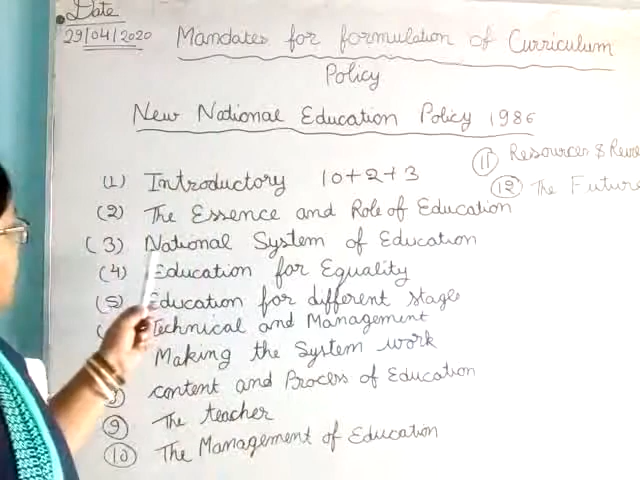 Date
29/04/2020
Mandates for formulation of Curriculum
Policy
New National Education Policy 1986
(1) Introductory 10+2+3
(2) The Essence and Role of Education
(3) National System of Education
(4) Education for Equality
(5) Education for different stage
Technical and Management
Making the System work
content and Process of Education
9 The teacher
10 The Management of Education
11 Resources &
12 The Future